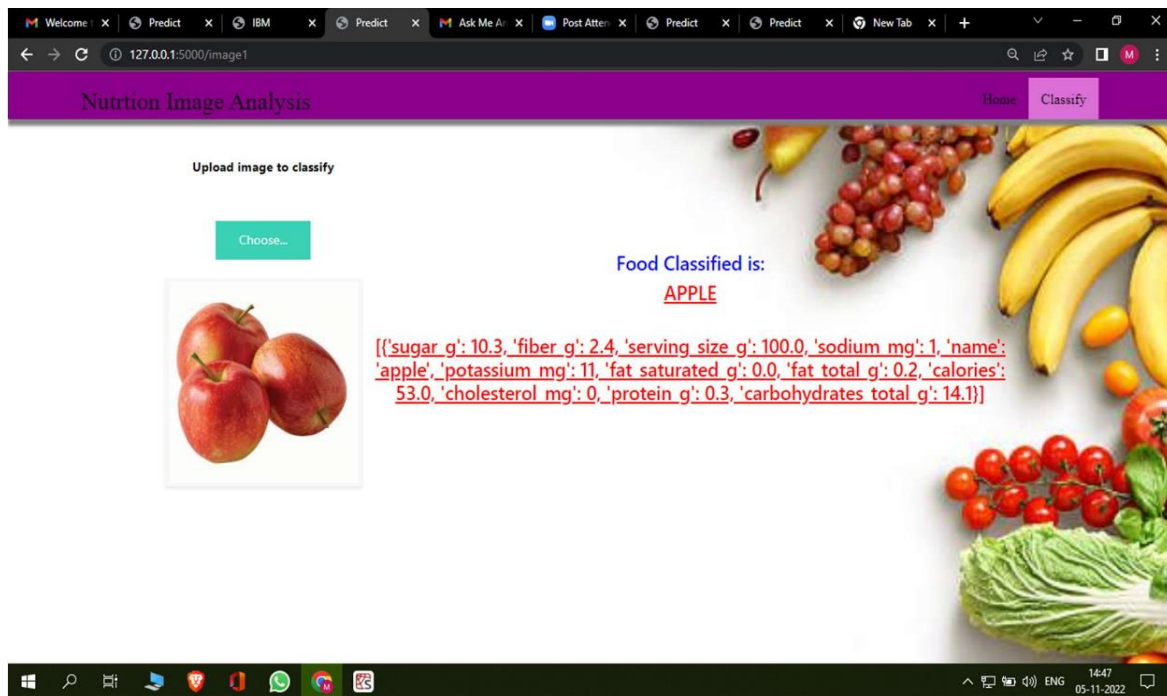 Welcome t
Predict
IBM
Predict
Ask Me An
Post Atten
Predict
Predict
New Tab
127.0.0.1:5000/image1
M
Nutrtion Image Analysis
Home
Classify
Upload image to classify
Choose...
Food Classified is:
APPLE
[{'sugar_g': 10.3, 'fiber_g': 2.4, 'serving_size_g': 100.0, 'sodium_mg': 1, 'name':
'apple', 'potassium_mg': 11, 'fat_saturated_g': 0.0, 'fat_total_g': 0.2, 'calories':
53.0, 'cholesterol_mg': 0, 'protein_g': 0.3, 'carbohydrates_total_g': 14.1}]
ENG
14:47
05-11-2022